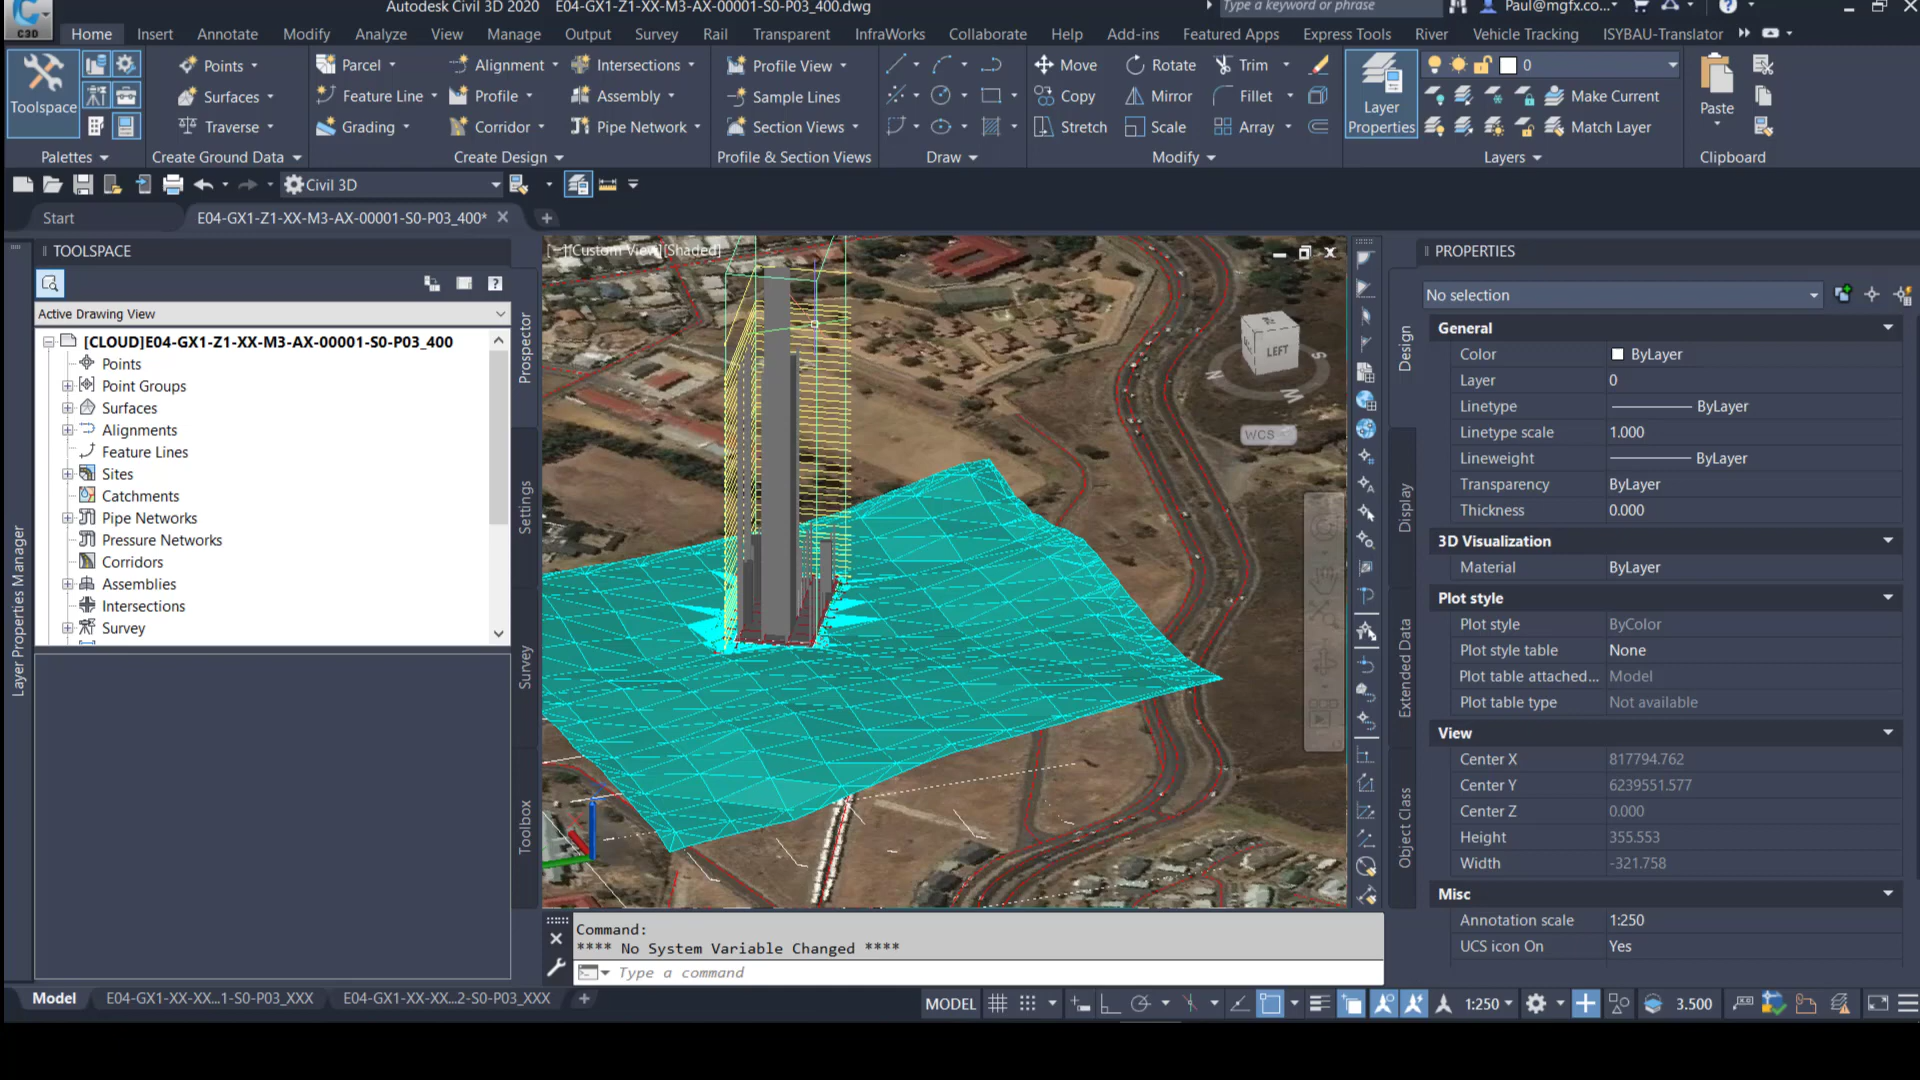 Autodesk Civil 3D 2020 E04-GX1-Z1-XX-M3-AX-00001-S0-P03_400.dwg
Type a keyword or phrase
Paul@mgfx.co...
C3D
Home Insert Annotate Modify Analyze View Manage Output Survey Rail Transparent InfraWorks Collaborate Help Add-ins Featured Apps Express Tools River Vehicle Tracking ISYBAU-Translator
Toolspace
Points
Surfaces
Traverse
Parcel
Feature Line
Grading
Alignment
Profile
Corridor
Intersections
Assembly
Pipe Network
Profile View
Sample Lines
Section Views
Move
Copy
Stretch
Rotate
Mirror
Scale
Trim
Fillet
Array
Layer Properties
0
Make Current
Match Layer
Paste
Palettes
Create Ground Data
Create Design
Profile & Section Views
Draw
Modify
Layers
Clipboard
Civil 3D
Start
E04-GX1-Z1-XX-M3-AX-00001-S0-P03_400*
TOOLSPACE
Active Drawing View
[CLOUD]E04-GX1-Z1-XX-M3-AX-00001-S0-P03_400
Points
Point Groups
Surfaces
Alignments
Feature Lines
Sites
Catchments
Pipe Networks
Pressure Networks
Corridors
Assemblies
Intersections
Survey
Layer Properties Manager
Prospector
Settings
Survey
Toolbox
[–][Custom View][Shaded]
LEFT
S
N
W
WCS
Command:
**** No System Variable Changed ****
Type a command
PROPERTIES
No selection
Design
Display
Extended Data
Object Class
General
Color ByLayer
Layer 0
Linetype ByLayer
Linetype scale 1.000
Lineweight ByLayer
Transparency ByLayer
Thickness 0.000
3D Visualization
Material ByLayer
Plot style
Plot style ByColor
Plot style table None
Plot table attached... Model
Plot table type Not available
View
Center X 817794.762
Center Y 6239551.577
Center Z 0.000
Height 355.553
Width -321.758
Misc
Annotation scale 1:250
UCS icon On Yes
Model E04-GX1-XX-XX...1-S0-P03_XXX E04-GX1-XX-XX...2-S0-P03_XXX
MODEL 1:250 3.500